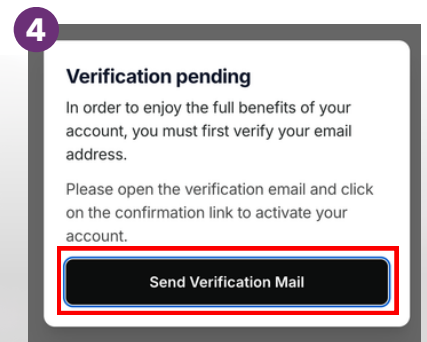 4
Verification pending
In order to enjoy the full benefits of your
account, you must first verify your email
address.
Please open the verification email and click
on the confirmation link to activate your
account.
Send Verification Mail